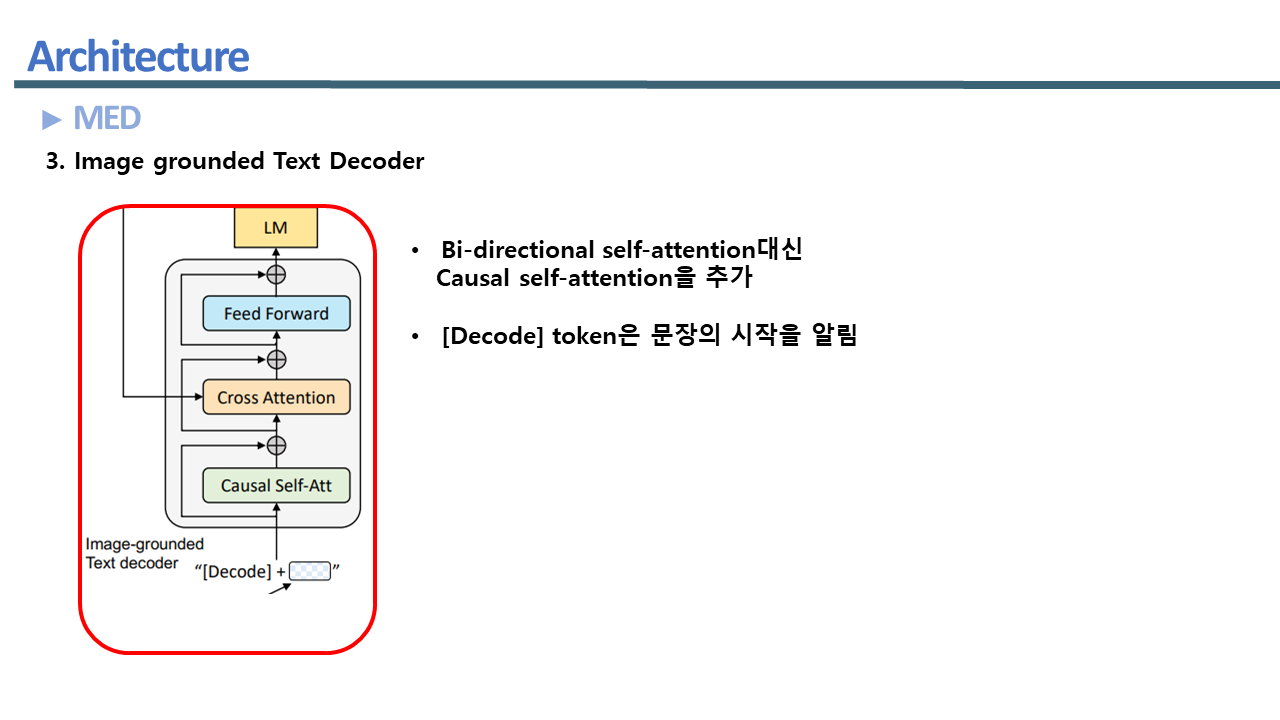 Architecture
► MED
3. Image grounded Text Decoder
LM
Feed Forward
Cross Attention
Causal Self-Att
Image-grounded
Text decoder
“[Decode] + ”
• Bi-directional self-attention대신
Causal self-attention을 추가
• [Decode] token은 문장의 시작을 알림